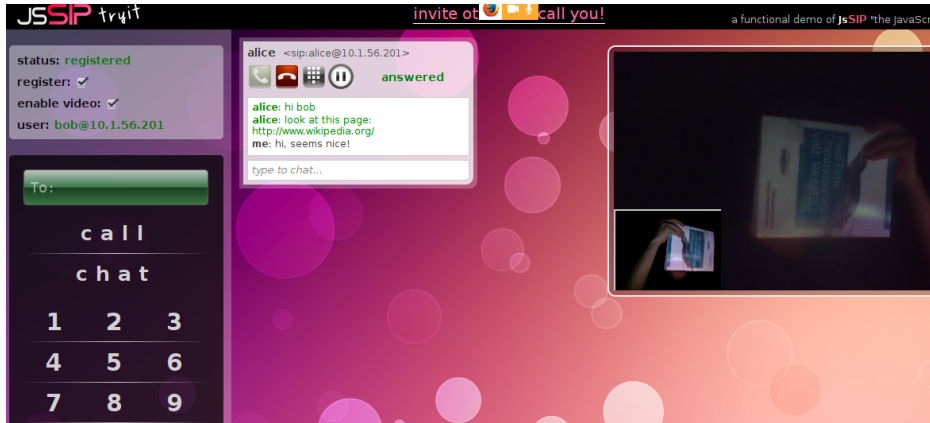 JSSIP tryit
invite ot call you!
a functional demo of JsSIP "the JavaScr
status: registered
register:
enable video:
user: bob@10.1.56.201
alice <sip:alice@10.1.56.201>
answered
alice: hi bob
alice: look at this page:
http://www.wikipedia.org/
me: hi, seems nice!
type to chat...
To:
call
chat
1 2 3
4 5 6
7 8 9
with WebRTC